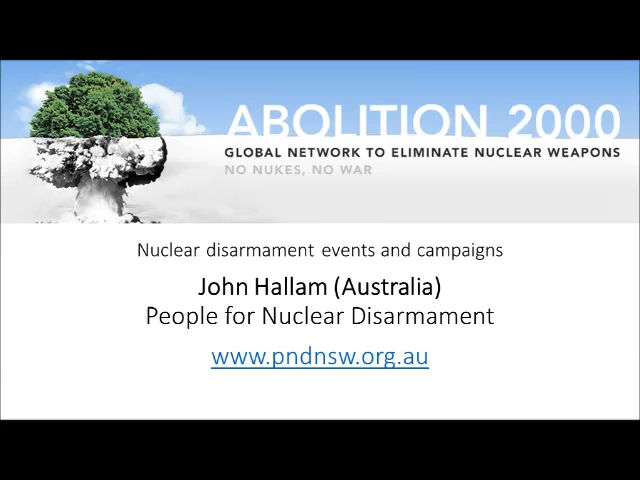 ABOLITION 2000
GLOBAL NETWORK TO ELIMINATE NUCLEAR WEAPONS
NO NUKES, NO WAR
Nuclear disarmament events and campaigns
John Hallam (Australia)
People for Nuclear Disarmament
www.pndnsw.org.au